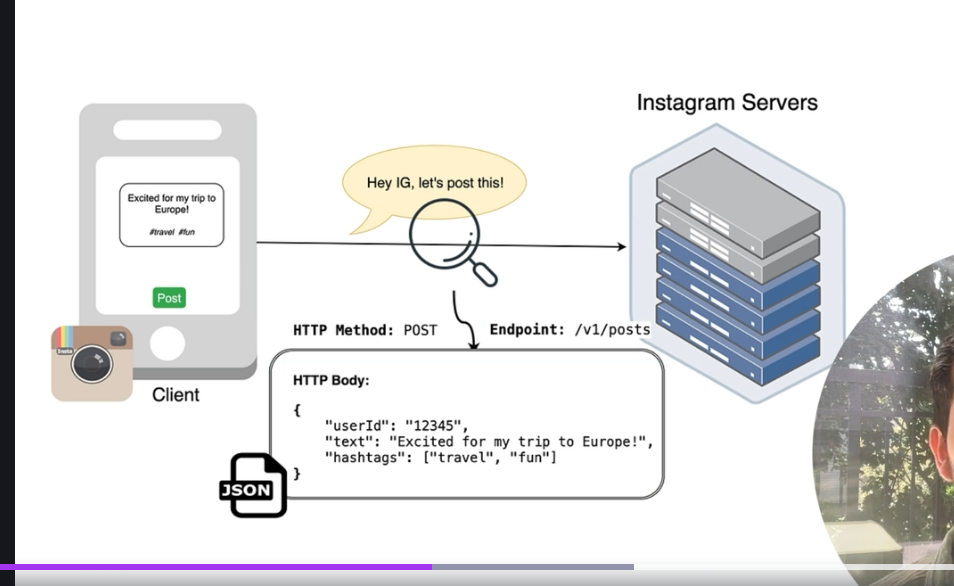 Instagram Servers
Hey IG, let's post this!
Excited for my trip to
Europe!
#travel #fun
Post
Insta
Client
HTTP Method: POST
Endpoint: /v1/posts
HTTP Body:
{
"userId": "12345",
"text": "Excited for my trip to Europe!",
"hashtags": ["travel", "fun"]
}
JSON